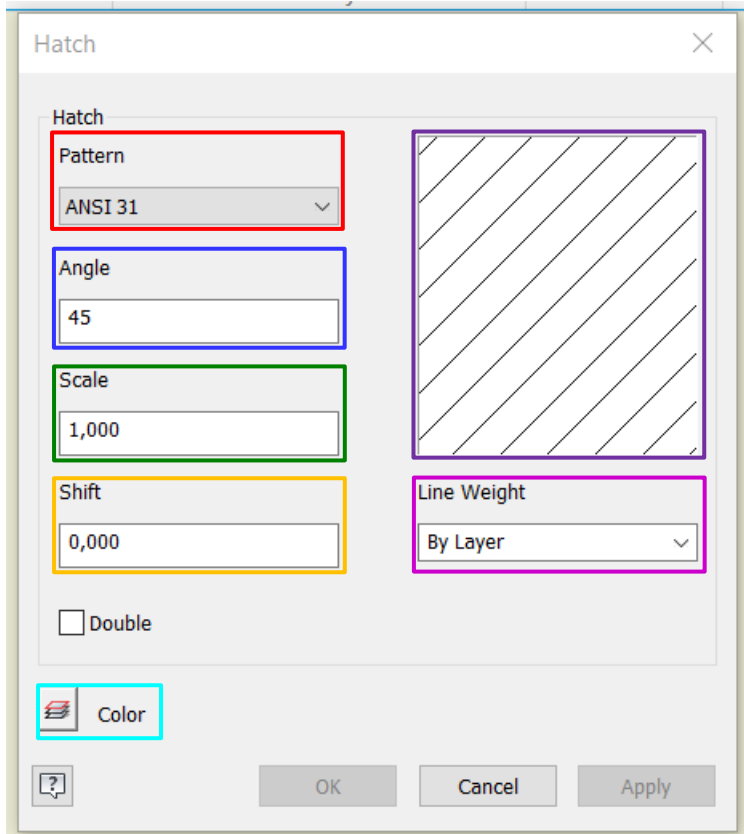 Hatch
Hatch
Pattern
ANSI 31
Angle
45
Scale
1,000
Shift
0,000
Line Weight
By Layer
Double
Color
?
OK
Cancel
Apply